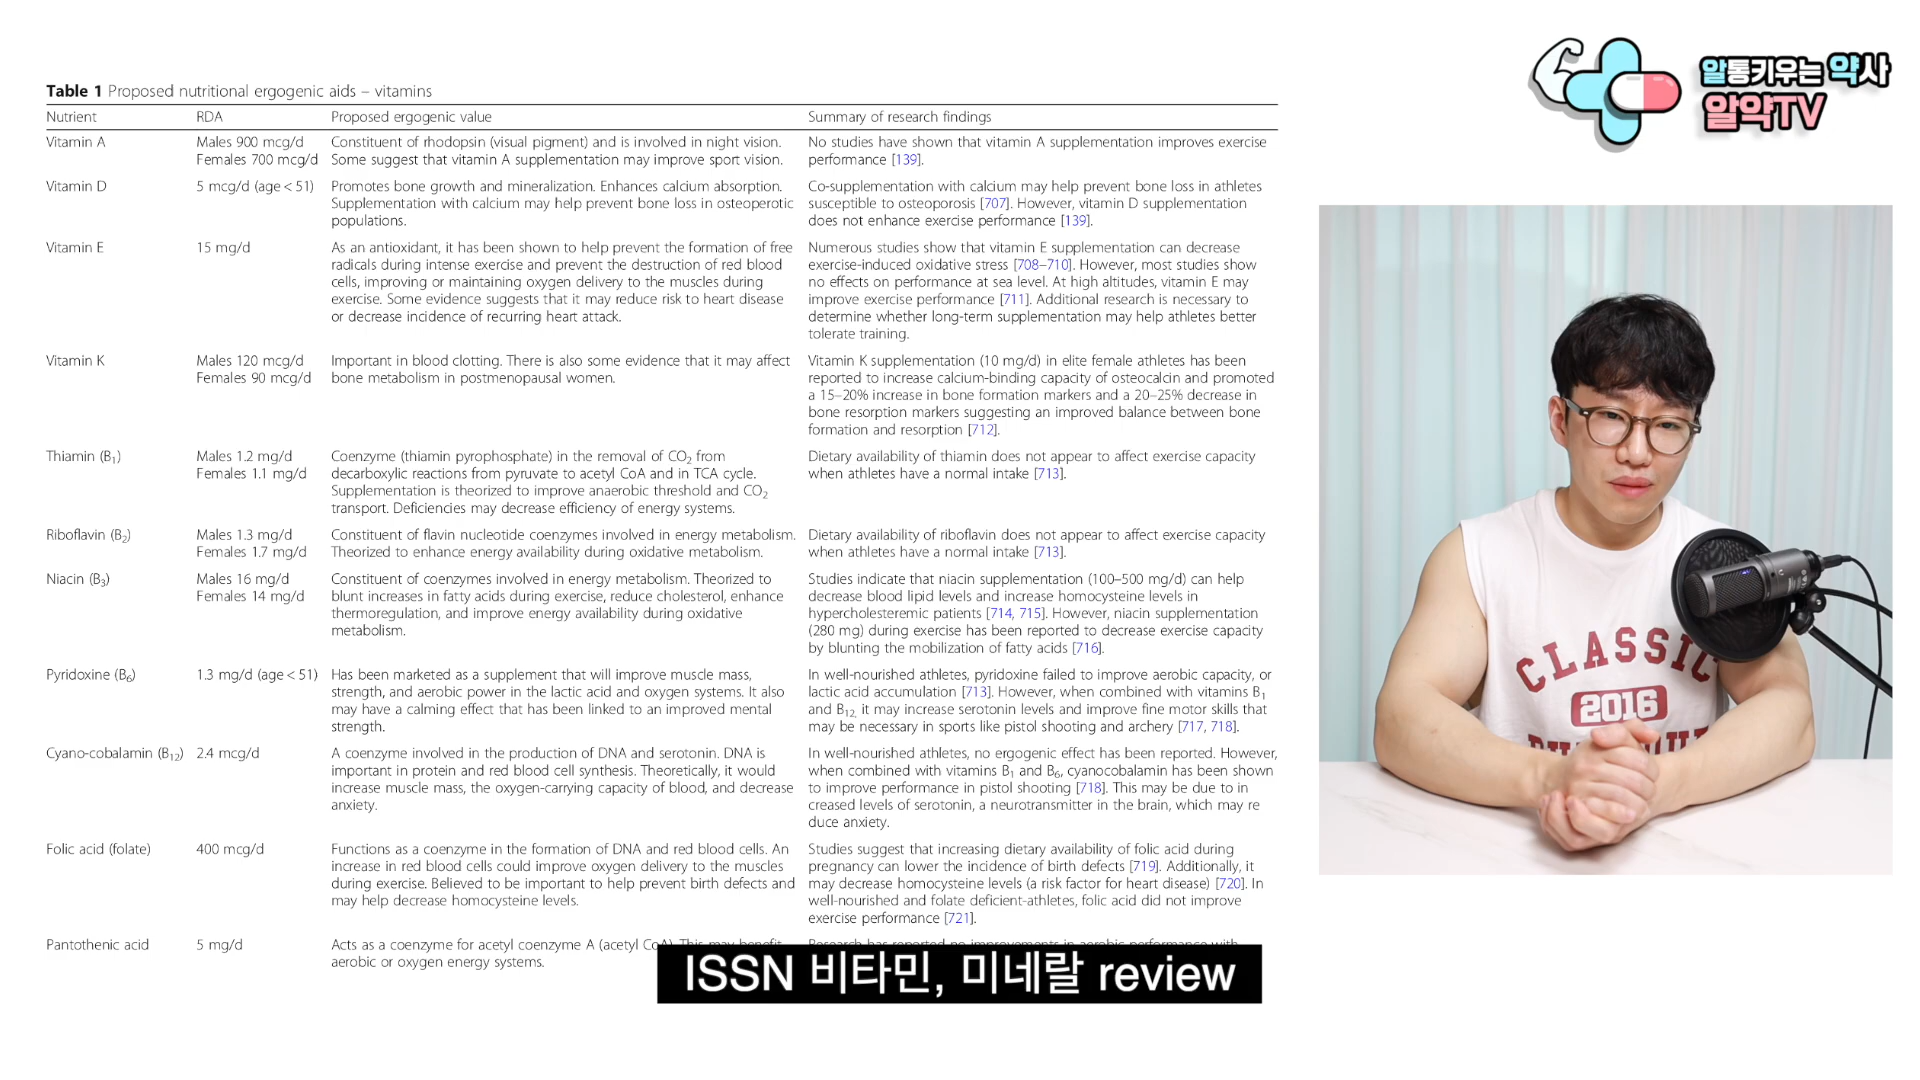 Table 1 Proposed nutritional ergogenic aids – vitamins
Nutrient RDA Proposed ergogenic value Summary of research findings
Vitamin A Males 900 mcg/d Constituent of rhodopsin (visual pigment) and is involved in night vision. No studies have shown that vitamin A supplementation improves exercise
Females 700 mcg/d Some suggest that vitamin A supplementation may improve sport vision. performance [139].
Vitamin D 5 mcg/d (age < 51) Promotes bone growth and mineralization. Enhances calcium absorption. Co-supplementation with calcium may help prevent bone loss in athletes
Supplementation with calcium may help prevent bone loss in osteoperotic susceptible to osteoporosis [707]. However, vitamin D supplementation
populations. does not enhance exercise performance [139].
Vitamin E 15 mg/d As an antioxidant, it has been shown to help prevent the formation of free Numerous studies show that vitamin E supplementation can decrease
radicals during intense exercise and prevent the destruction of red blood exercise-induced oxidative stress [708–710]. However, most studies show
cells, improving or maintaining oxygen delivery to the muscles during no effects on performance at sea level. At high altitudes, vitamin E may
exercise. Some evidence suggests that it may reduce risk to heart disease improve exercise performance [711]. Additional research is necessary to
or decrease incidence of recurring heart attack. determine whether long-term supplementation may help athletes better
tolerate training.
Vitamin K Males 120 mcg/d Important in blood clotting. There is also some evidence that it may affect Vitamin K supplementation (10 mg/d) in elite female athletes has been
Females 90 mcg/d bone metabolism in postmenopausal women. reported to increase calcium-binding capacity of osteocalcin and promoted
a 15–20% increase in bone formation markers and a 20–25% decrease in
bone resorption markers suggesting an improved balance between bone
formation and resorption [712].
Thiamin (B1) Males 1.2 mg/d Coenzyme (thiamin pyrophosphate) in the removal of CO2 from Dietary availability of thiamin does not appear to affect exercise capacity
Females 1.1 mg/d decarboxylic reactions from pyruvate to acetyl CoA and in TCA cycle. when athletes have a normal intake [713].
Supplementation is theorized to improve anaerobic threshold and CO2
transport. Deficiencies may decrease efficiency of energy systems.
Riboflavin (B2) Males 1.3 mg/d Constituent of flavin nucleotide coenzymes involved in energy metabolism. Dietary availability of riboflavin does not appear to affect exercise capacity
Females 1.7 mg/d Theorized to enhance energy availability during oxidative metabolism. when athletes have a normal intake [713].
Niacin (B3) Males 16 mg/d Constituent of coenzymes involved in energy metabolism. Theorized to Studies indicate that niacin supplementation (100–500 mg/d) can help
Females 14 mg/d blunt increases in fatty acids during exercise, reduce cholesterol, enhance decrease blood lipid levels and increase homocysteine levels in
thermoregulation, and improve energy availability during oxidative hypercholesteremic patients [714, 715]. However, niacin supplementation
metabolism. (280 mg) during exercise has been reported to decrease exercise capacity
by blunting the mobilization of fatty acids [716].
Pyridoxine (B6) 1.3 mg/d (age < 51) Has been marketed as a supplement that will improve muscle mass, In well-nourished athletes, pyridoxine failed to improve aerobic capacity, or
strength, and aerobic power in the lactic acid and oxygen systems. It also lactic acid accumulation [713]. However, when combined with vitamins B1
may have a calming effect that has been linked to an improved mental and B12, it may increase serotonin levels and improve fine motor skills that
strength. may be necessary in sports like pistol shooting and archery [717, 718].
Cyano-cobalamin (B12) 2.4 mcg/d A coenzyme involved in the production of DNA and serotonin. DNA is In well-nourished athletes, no ergogenic effect has been reported. However,
important in protein and red blood cell synthesis. Theoretically, it would when combined with vitamins B1 and B6, cyanocobalamin has been shown
increase muscle mass, the oxygen-carrying capacity of blood, and decrease to improve performance in pistol shooting [718]. This may be due to in
anxiety. creased levels of serotonin, a neurotransmitter in the brain, which may re
duce anxiety.
Folic acid (folate) 400 mcg/d Functions as a coenzyme in the formation of DNA and red blood cells. An Studies suggest that increasing dietary availability of folic acid during
increase in red blood cells could improve oxygen delivery to the muscles pregnancy can lower the incidence of birth defects [719]. Additionally, it
during exercise. Believed to be important to help prevent birth defects and may decrease homocysteine levels (a risk factor for heart disease) [720]. In
may help decrease homocysteine levels. well-nourished and folate deficient-athletes, folic acid did not improve
exercise performance [721].
Pantothenic acid 5 mg/d Acts as a coenzyme for acetyl coenzyme A (acetyl CoA). This may benefit Research has reported no improvements in aerobic performance with
aerobic or oxygen energy systems.
ISSN 비타민, 미네랄 review
알통키우는 약사
알약TV
CLASSIC
2016